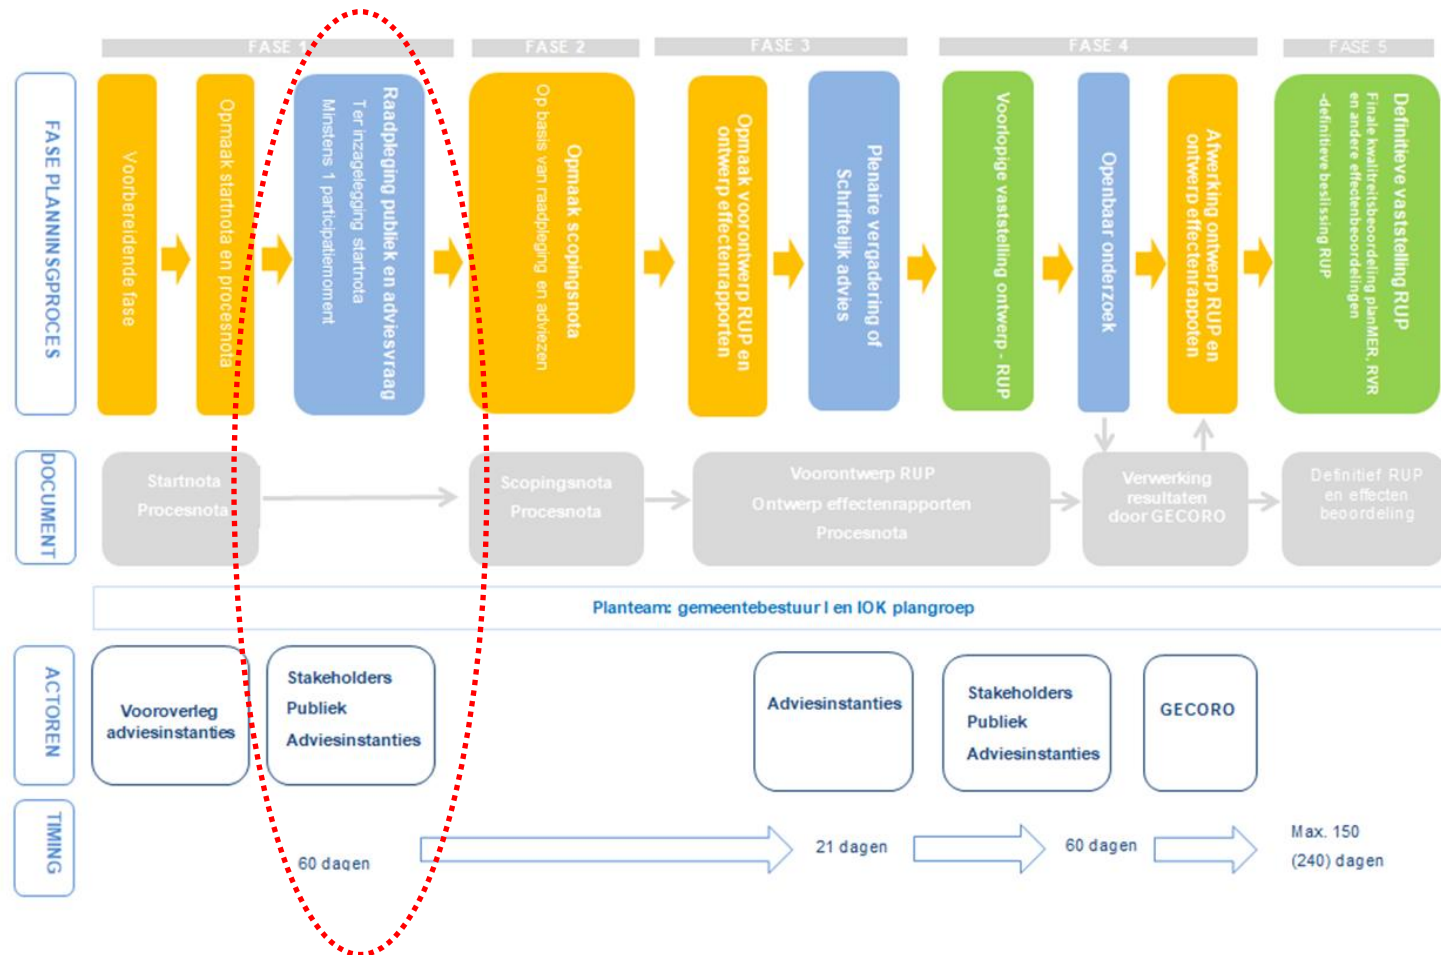 FASE 1
FASE 2
FASE 3
FASE 4
FASE 5
FASE PLANNINSGPROCES
Voorbereidende fase
Opmaak startnota en procesnota
Raadpleging publiek en adviesvraag
Ter inzagelegging startnota
Minstens 1 participatiemoment
Opmaak scopingsnota
Op basis van raadpleging en adviezen
Opmaak voorontwerp RUP en
ontwerp effectenrapporten
Plenaire vergadering of
Schriftelijk advies
Voorlopige vaststelling ontwerp - RUP
Openbaar onderzoek
Afwerking ontwerp RUP en
ontwerp effectenrappoten
Definitieve vaststelling RUP
Finale kwalitreitsbeoordeling planMER, RVR
en andere effectenbeoordelingen
-definitieve beslissing RUP
DOCUMENT
Startnota
Procesnota
Scopingsnota
Procesnota
Voorontwerp RUP
Ontwerp effectenrapporten
Procesnota
Verwerking
resultaten
door GECORO
Definitief RUP
en effecten
beoordeling
Planteam: gemeentebestuur I en IOK plangroep
ACTOREN
Vooroverleg
adviesinstanties
Stakeholders
Publiek
Adviesinstanties
Adviesinstanties
Stakeholders
Publiek
Adviesinstanties
GECORO
TIMING
60 dagen
21 dagen
60 dagen
Max. 150
(240) dagen